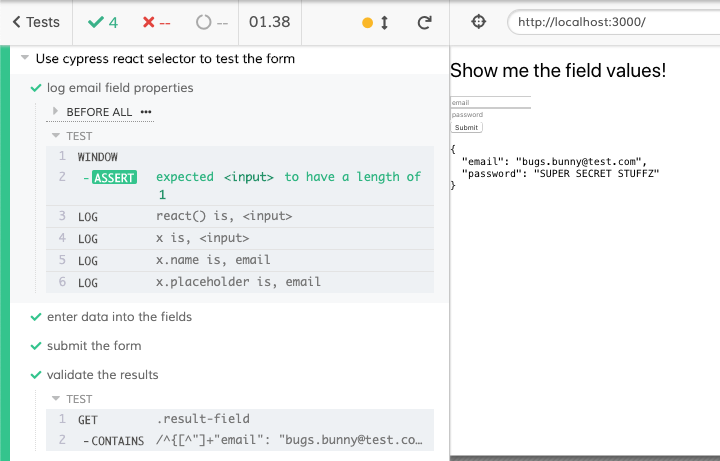 Tests 4 -- -- 01.38
http://localhost:3000/
Use cypress react selector to test the form
log email field properties
BEFORE ALL •••
TEST
1 WINDOW
2 -ASSERT expected <input> to have a length of
1
3 LOG react() is, <input>
4 LOG x is, <input>
5 LOG x.name is, email
6 LOG x.placeholder is, email
enter data into the fields
submit the form
validate the results
TEST
1 GET .result-field
2 -CONTAINS /^{[^"]+"email": "bugs.bunny@test.co…
Show me the field values!
email
password
Submit
{
"email": "bugs.bunny@test.com",
"password": "SUPER SECRET STUFFZ"
}